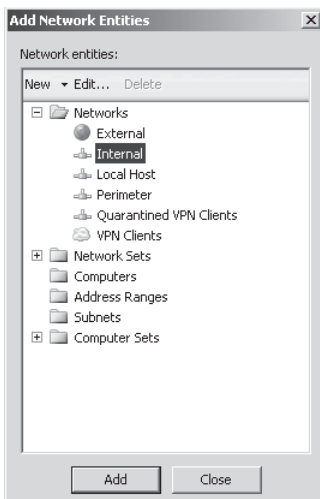 Add Network Entities
Network entities:
New Edit... Delete
Networks
External
Internal
Local Host
Perimeter
Quarantined VPN Clients
VPN Clients
Network Sets
Computers
Address Ranges
Subnets
Computer Sets
Add Close